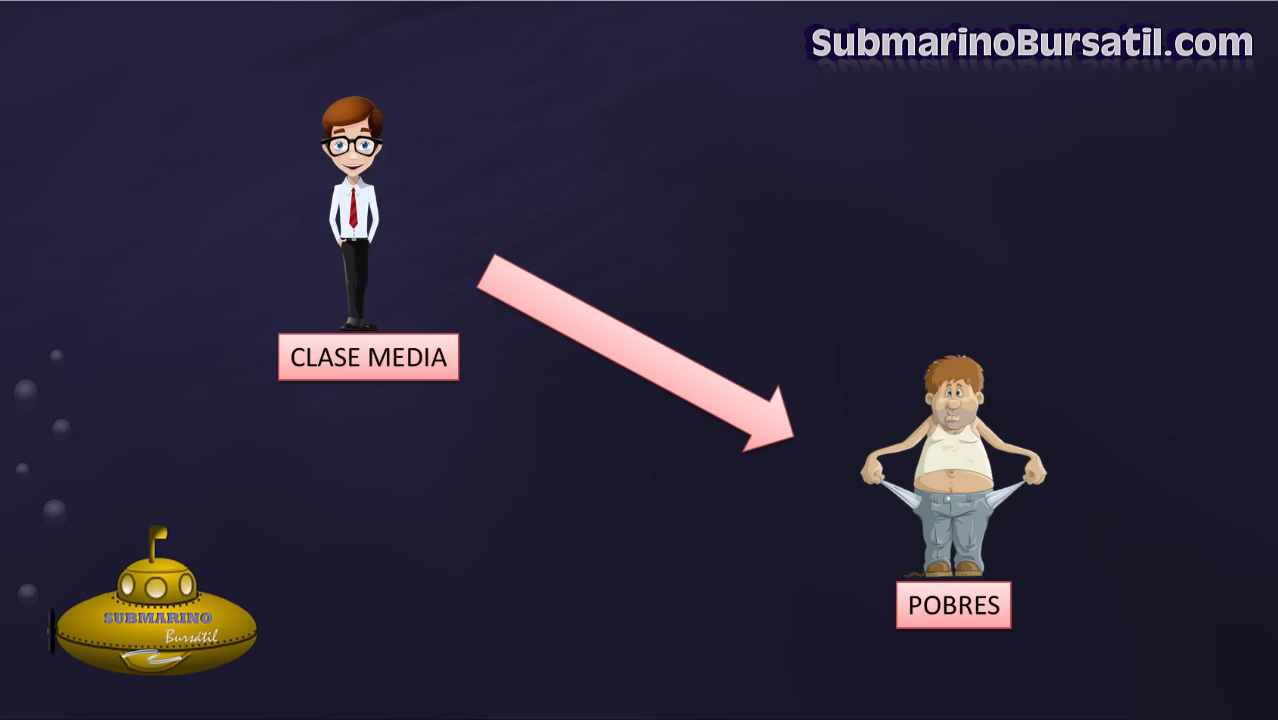 SubmarinoBursatil.com
CLASE MEDIA
POBRES
SUBMARINO
Bursátil